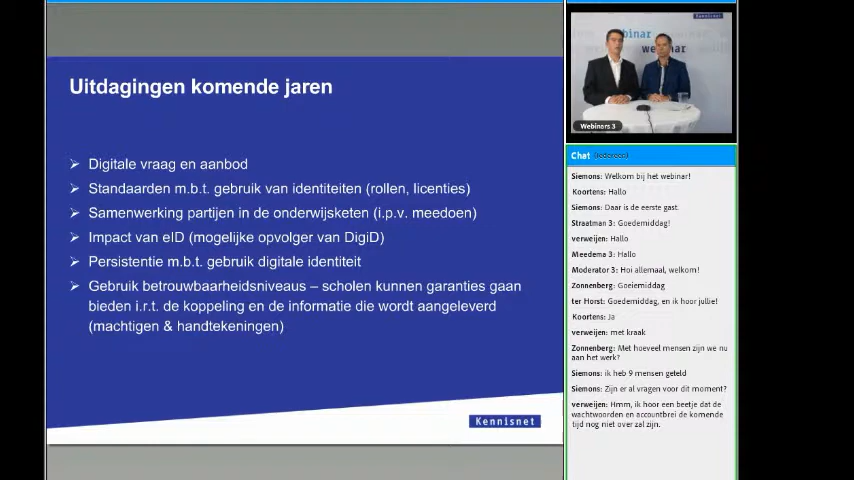 Uitdagingen komende jaren
Digitale vraag en aanbod
Standaarden m.b.t. gebruik van identiteiten (rollen, licenties)
Samenwerking partijen in de onderwijsketen (i.p.v. meedoen)
Impact van eID (mogelijke opvolger van DigiD)
Persistentie m.b.t. gebruik digitale identiteit
Gebruik betrouwbaarheidsniveaus – scholen kunnen garanties gaan
bieden i.r.t. de koppeling en de informatie die wordt aangeleverd
(machtigen & handtekeningen)
Kennisnet
Kennisnet
webinar
Webinars 3
Chat (Iedereen)
Siemons: Welkom bij het webinar!
Koortens: Hallo
Siemons: Daar is de eerste gast.
Straatman 3: Goedemiddag!
verweijen: Hallo
Meedema 3: Hallo
Moderator 3: Hoi allemaal, welkom!
Zonnenberg: Goeiemiddag
ter Horst: Goedemiddag, en ik hoor jullie!
Koortens: Ja
verweijen: met kraak
Zonnenberg: Met hoeveel mensen zijn we nu
aan het werk?
Siemons: ik heb 9 mensen geteld
Siemons: Zijn er al vragen voor dit moment?
verweijen: Hmm, ik hoor een beetje dat de
wachtwoorden en accountbrei de komende
tijd nog niet over zal zijn.